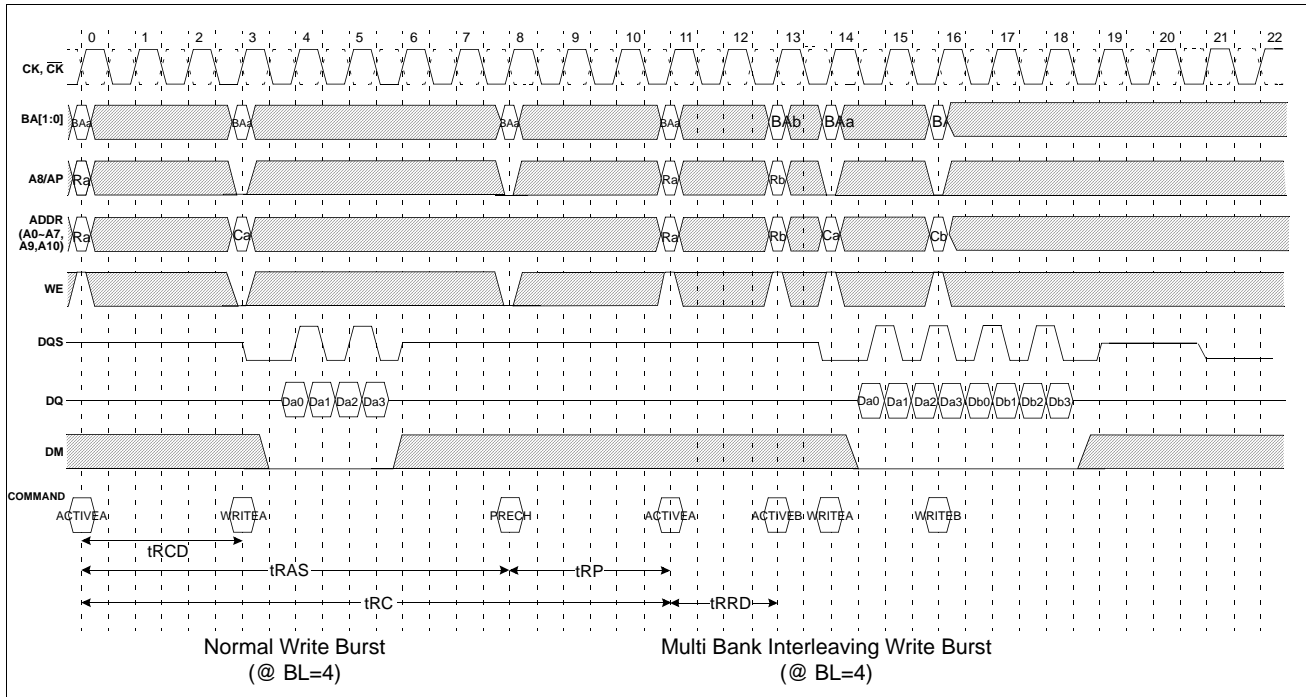 0 1 2 3 4 5 6 7 8 9 10 11 12 13 14 15 16 17 18 19 20 21 22
CK, CK
BA[1:0] BAa BAa BAa BAa BAb BAa BA
A8/AP Ra Ra Rb
ADDR
(A0~A7,
A9,A10)
Ra Ca Ra Rb Ca Cb
WE
DQS
DQ Da0 Da1 Da2 Da3 Da0 Da1 Da2 Da3 Db0 Db1 Db2 Db3
DM
COMMAND
ACTIVEA WRITEA PRECH ACTIVEA ACTIVEB WRITEA WRITEB
tRCD
tRAS tRP
tRC tRRD
Normal Write Burst Multi Bank Interleaving Write Burst
(@ BL=4) (@ BL=4)